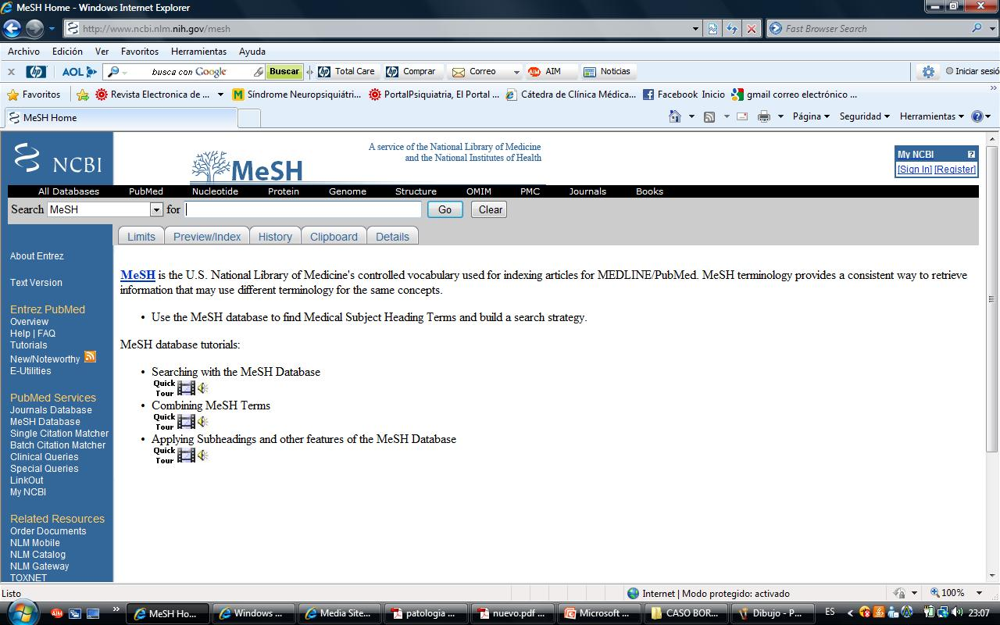 MeSH Home - Windows Internet Explorer
http://www.ncbi.nlm.nih.gov/mesh
Fast Browser Search
Archivo Edición Ver Favoritos Herramientas Ayuda
X hp AOL busca con Google Buscar hp Total Care hp Comprar Correo AIM AIM Noticias Iniciar sesió
Favoritos Revista Electronica de ... M Síndrome Neuropsiquiátri... PortalPsiquiatria, El Portal ... Cátedra de Clínica Médica... Facebook Inicio gmail correo electrónico ...
MeSH Home Página Seguridad Herramientas
NCBI
MeSH
A service of the National Library of Medicine
and the National Institutes of Health
My NCBI ?
[Sign In] [Register]
All Databases PubMed Nucleotide Protein Genome Structure OMIM PMC Journals Books
Search MeSH for Go Clear
Limits Preview/Index History Clipboard Details
About Entrez
Text Version
Entrez PubMed
Overview
Help | FAQ
Tutorials
New/Noteworthy
E-Utilities
PubMed Services
Journals Database
MeSH Database
Single Citation Matcher
Batch Citation Matcher
Clinical Queries
Special Queries
LinkOut
My NCBI
Related Resources
Order Documents
NLM Mobile
NLM Catalog
NLM Gateway
TOXNET
MeSH is the U.S. National Library of Medicine's controlled vocabulary used for indexing articles for MEDLINE/PubMed. MeSH terminology provides a consistent way to retrieve
information that may use different terminology for the same concepts.
• Use the MeSH database to find Medical Subject Heading Terms and build a search strategy.
MeSH database tutorials:
• Searching with the MeSH Database
Quick
Tour
• Combining MeSH Terms
Quick
Tour
• Applying Subheadings and other features of the MeSH Database
Quick
Tour
Listo Internet | Modo protegido: activado 100%
AIM » MeSH Ho... Windows ... Media Site... patologia ... nuevo.pdf ... Microsoft ... CASO BOR... Dibujo - P... ES 23:07